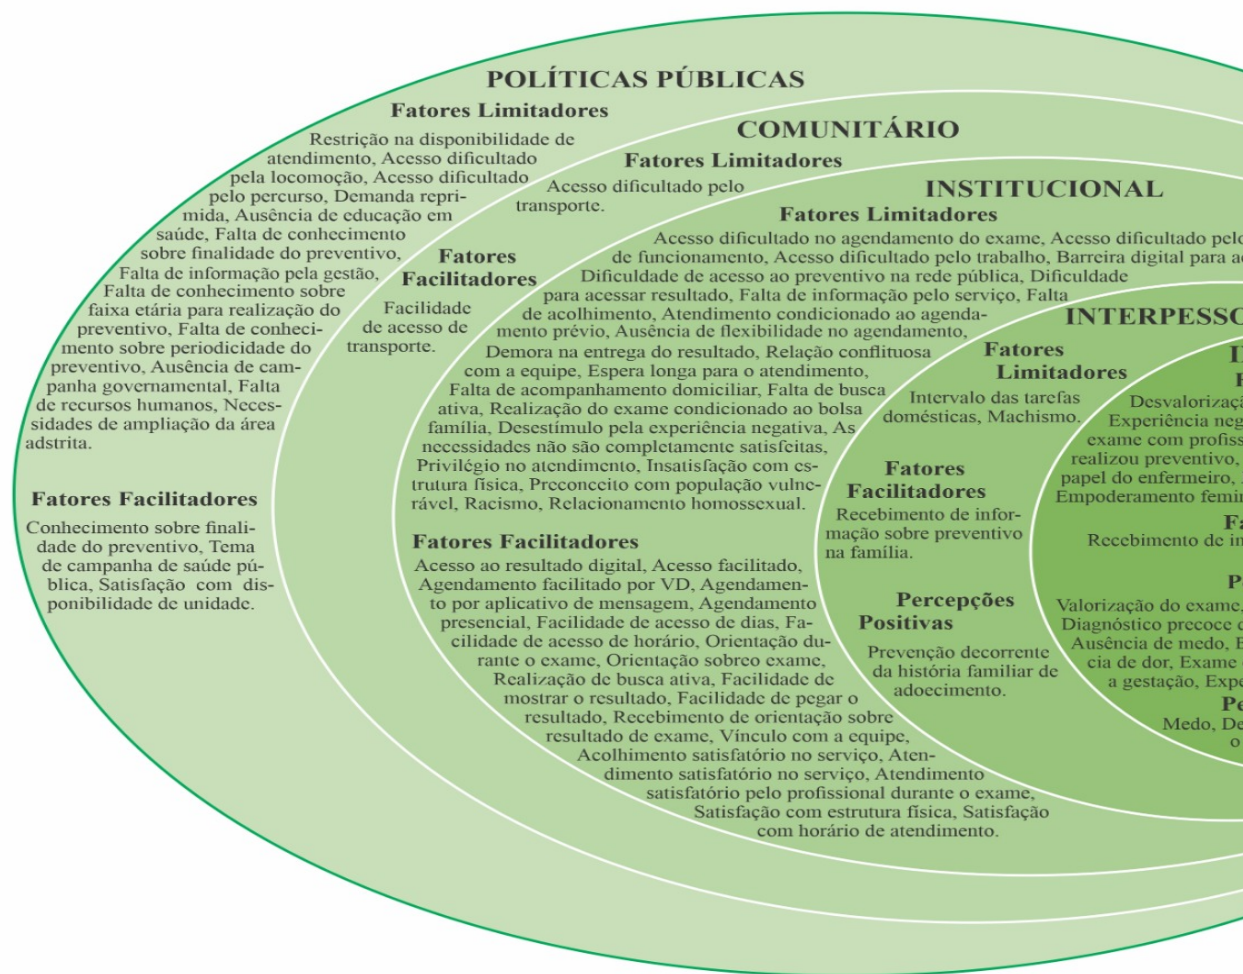 POLÍTICAS PÚBLICAS
Fatores Limitadores
Restrição na disponibilidade de
atendimento, Acesso dificultado
pela locomoção, Acesso dificultado
pelo percurso, Demanda repri-
mida, Ausência de educação em
saúde, Falta de conhecimento
sobre finalidade do preventivo,
Falta de informação pela gestão,
Falta de conhecimento sobre
faixa etária para realização do
preventivo, Falta de conheci-
mento sobre periodicidade do
preventivo, Ausência de cam-
panha governamental, Falta
de recursos humanos, Neces-
sidades de ampliação da área
adstrita.
Fatores Facilitadores
Conhecimento sobre finali-
dade do preventivo, Tema
de campanha de saúde pú-
blica, Satisfação com dis-
ponibilidade de unidade.
COMUNITÁRIO
Fatores Limitadores
Acesso dificultado pelo
transporte.
Fatores
Facilitadores
Facilidade
de acesso de
transporte.
INSTITUCIONAL
Fatores Limitadores
Acesso dificultado no agendamento do exame, Acesso dificultado pelo
de funcionamento, Acesso dificultado pelo trabalho, Barreira digital para
Dificuldade de acesso ao preventivo na rede pública, Dificuldade
para acessar resultado, Falta de informação pelo serviço, Falta
de acolhimento, Atendimento condicionado ao agenda-
mento prévio, Ausência de flexibilidade no agendamento,
Demora na entrega do resultado, Relação conflituosa
com a equipe, Espera longa para o atendimento,
Falta de acompanhamento domiciliar, Falta de busca
ativa, Realização do exame condicionado ao bolsa
família, Desestímulo pela experiência negativa, As
necessidades não são completamente satisfeitas,
Privilégio no atendimento, Insatisfação com es-
trutura física, Preconceito com população vulne-
rável, Racismo, Relacionamento homossexual.
Fatores Facilitadores
Acesso ao resultado digital, Acesso facilitado,
Agendamento facilitado por VD, Agendamen-
to por aplicativo de mensagem, Agendamento
presencial, Facilidade de acesso de dias, Fa-
cilidade de acesso de horário, Orientação du-
rante o exame, Orientação sobreo exame,
Realização de busca ativa, Facilidade de
mostrar o resultado, Facilidade de pegar o
resultado, Recebimento de orientação sobre
resultado de exame, Vínculo com a equipe,
Acolhimento satisfatório no serviço, Aten-
dimento satisfatório no serviço, Atendimento
satisfatório pelo profissional durante o exame,
Satisfação com estrutura física, Satisfação
com horário de atendimento.
INTERPESSO
Fatores
Limitadores
Intervalo das tarefas
domésticas, Machismo.
Fatores
Facilitadores
Recebimento de infor-
mação sobre preventivo
na família.
Percepções
Positivas
Prevenção decorrente
da história familiar de
adoecimento.
Desvalorizaç
Experiência neg
exame com profiss
realizou preventivo,
papel do enfermeiro,
Empoderamento femin
Fa
Recebimento de in
Valorização do exame,
Diagnóstico precoce
Ausência de medo,
cia de dor, Exame
a gestação, Expe
Pe
Medo, De
o